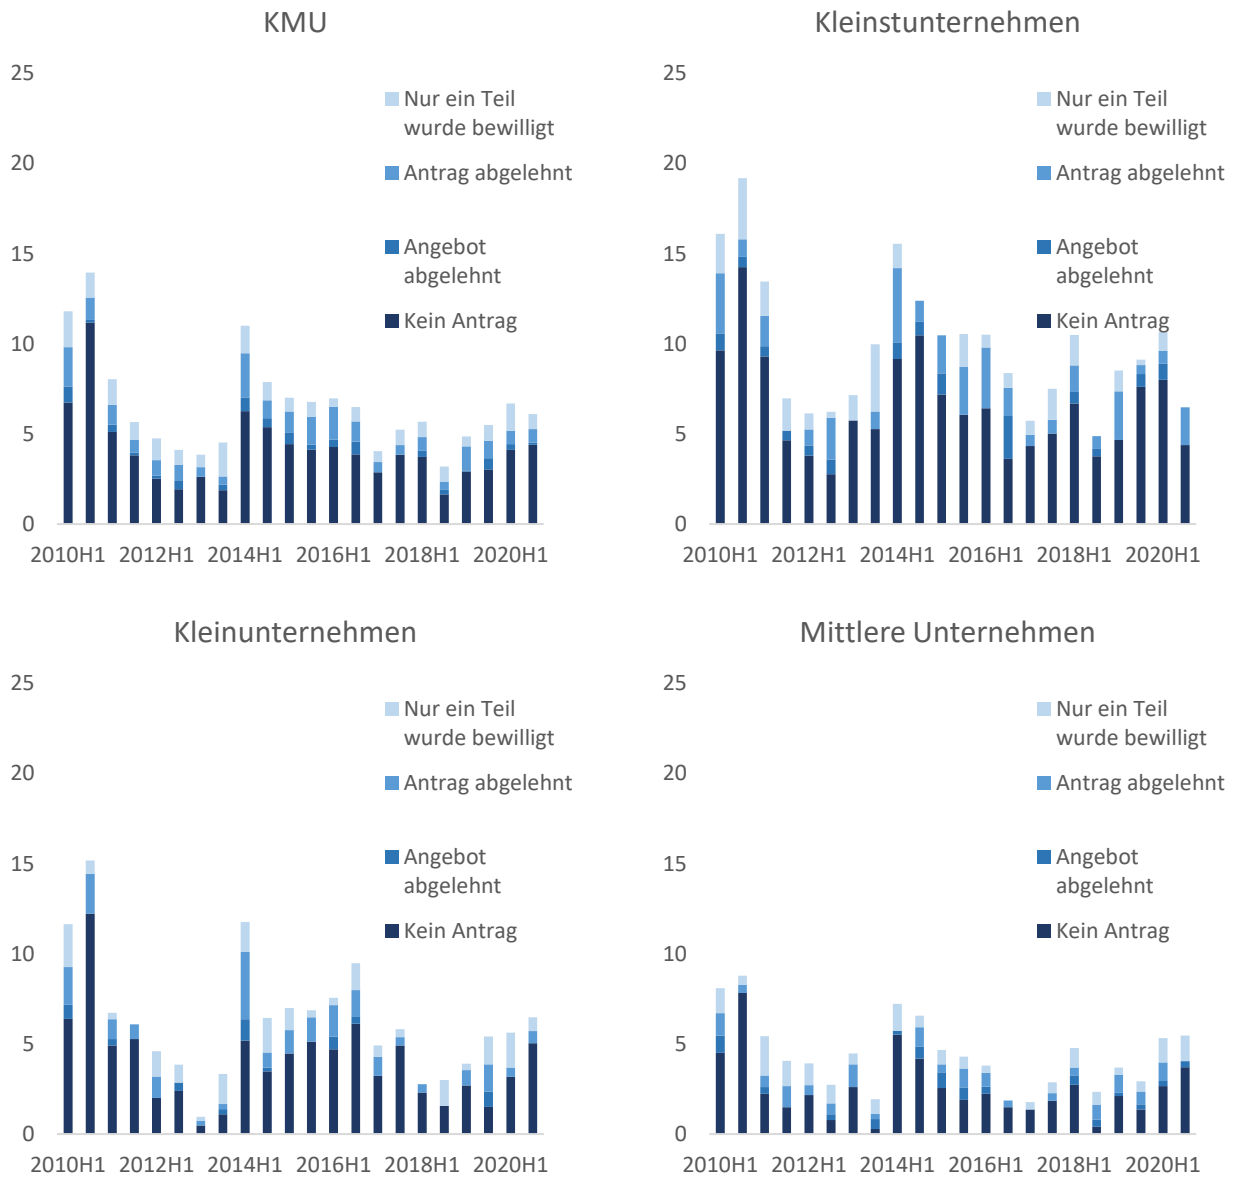 KMU
25
20
15
10
5
0
Nur ein Teil
wurde bewilligt
Antrag abgelehnt
Angebot
abgelehnt
Kein Antrag
2010H1 2012H1 2014H1 2016H1 2018H1 2020H1
Kleinstunternehmen
25
20
15
10
5
0
Nur ein Teil
wurde bewilligt
Antrag abgelehnt
Angebot
abgelehnt
Kein Antrag
2010H1 2012H1 2014H1 2016H1 2018H1 2020H1
Kleinunternehmen
25
20
15
10
5
0
Nur ein Teil
wurde bewilligt
Antrag abgelehnt
Angebot
abgelehnt
Kein Antrag
2010H1 2012H1 2014H1 2016H1 2018H1 2020H1
Mittlere Unternehmen
25
20
15
10
5
0
Nur ein Teil
wurde bewilligt
Antrag abgelehnt
Angebot
abgelehnt
Kein Antrag
2010H1 2012H1 2014H1 2016H1 2018H1 2020H1